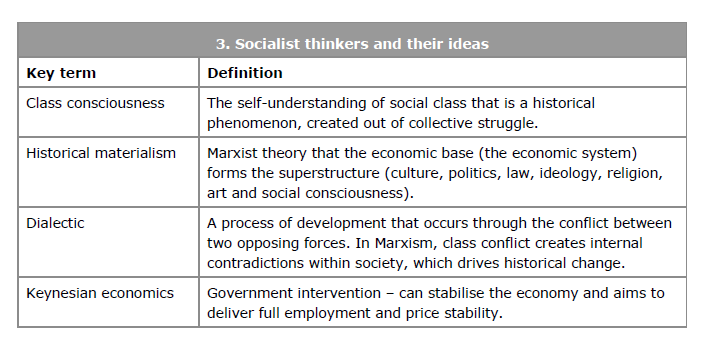 3. Socialist thinkers and their ideas
Key term
Definition
Class consciousness
The self-understanding of social class that is a historical
phenomenon, created out of collective struggle.
Historical materialism
Marxist theory that the economic base (the economic system)
forms the superstructure (culture, politics, law, ideology, religion,
art and social consciousness).
Dialectic
A process of development that occurs through the conflict between
two opposing forces. In Marxism, class conflict creates internal
contradictions within society, which drives historical change.
Keynesian economics
Government intervention – can stabilise the economy and aims to
deliver full employment and price stability.